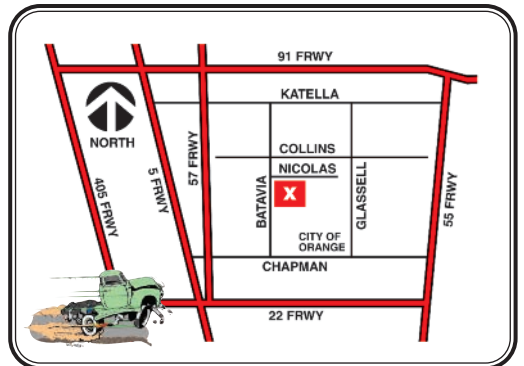 91 FRWY
KATELLA
NORTH
COLLINS
NICOLAS
57 FRWY
5 FRWY
405 FRWY
BATAVIA
X
GLASSELL
55 FRWY
CITY OF
ORANGE
CHAPMAN
22 FRWY